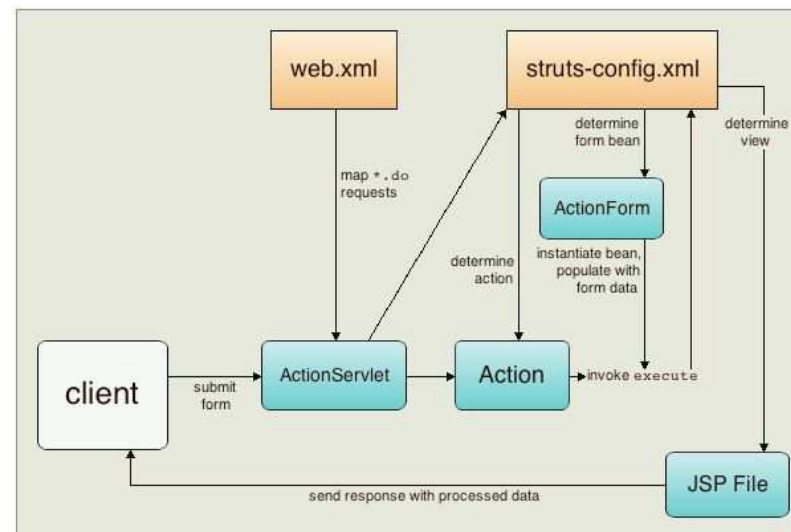 web.xml
struts-config.xml
map *.do
requests
determine
form bean
determine
view
ActionForm
determine
action
instantiate bean,
populate with
form data
client
submit
form
ActionServlet
Action
invoke execute
JSP File
send response with processed data